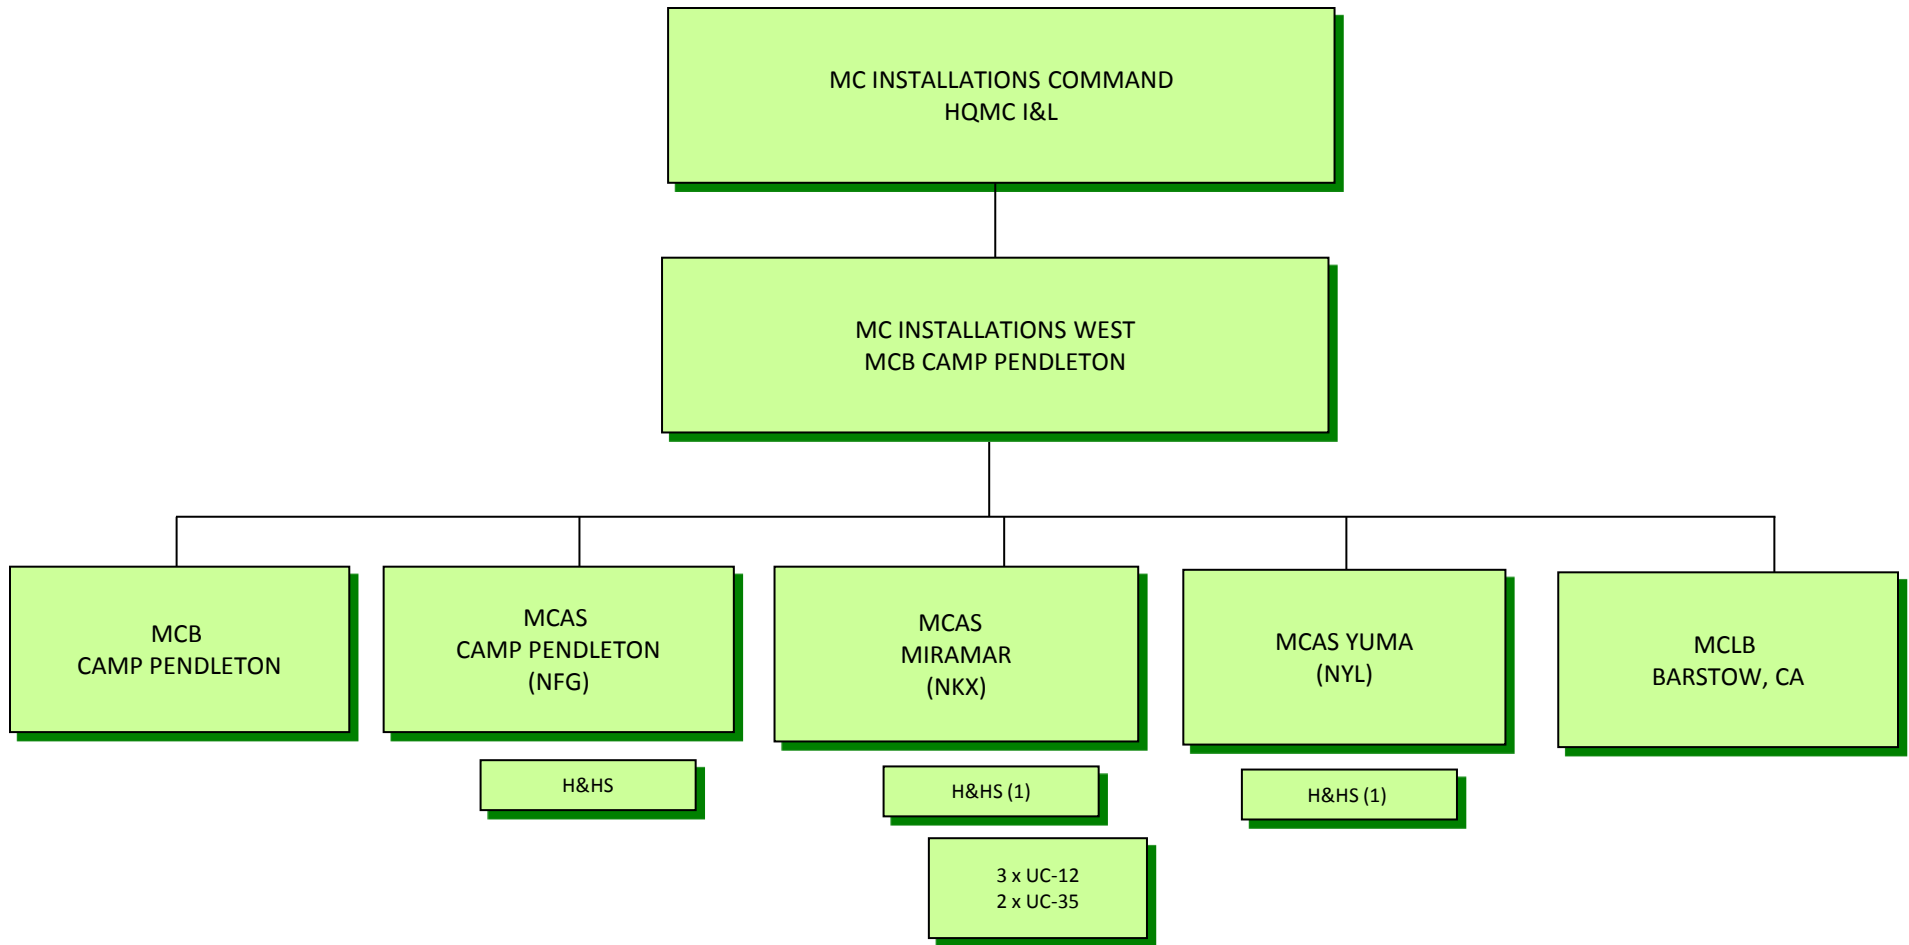 MC INSTALLATIONS COMMAND
HQMC I&L
MC INSTALLATIONS WEST
MCB CAMP PENDLETON
MCB
CAMP PENDLETON
MCAS
CAMP PENDLETON
(NFG)
MCAS
MIRAMAR
(NKX)
MCAS YUMA
(NYL)
MCLB
BARSTOW, CA
H&HS
H&HS (1)
H&HS (1)
3 x UC-12
2 x UC-35